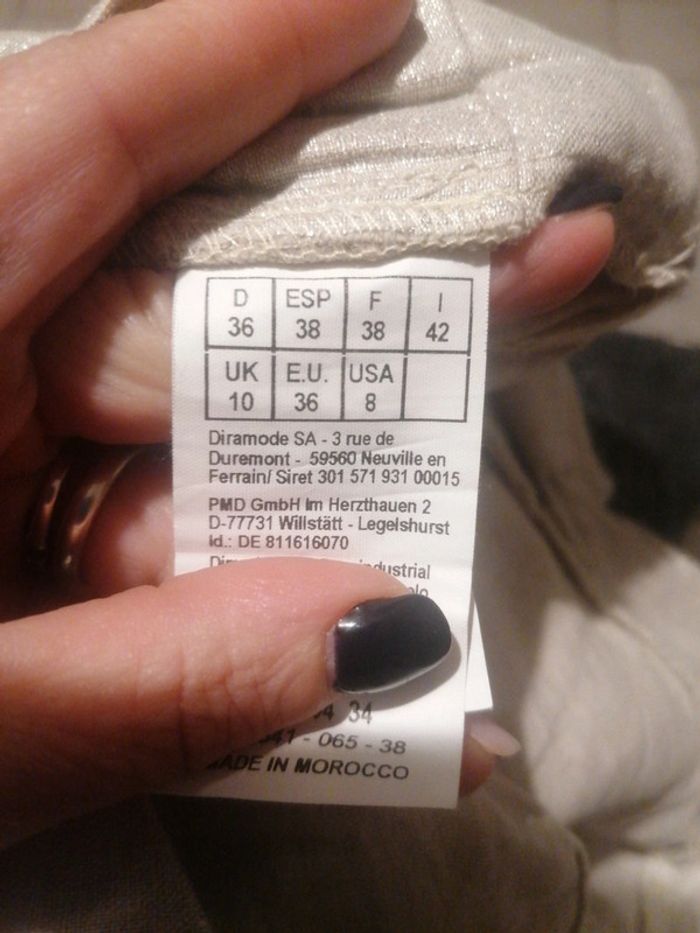 D ESP F I
36 38 38 42
UK E.U. USA
10 36 8
Diramode SA - 3 rue de
Duremont - 59560 Neuville en
Ferrain/ Siret 301 571 931 00015
PMD GmbH Im Herzthauen 2
D-77731 Willstätt - Legelshurst
Id.: DE 811616070
34
- 065 - 38
MADE IN MOROCCO